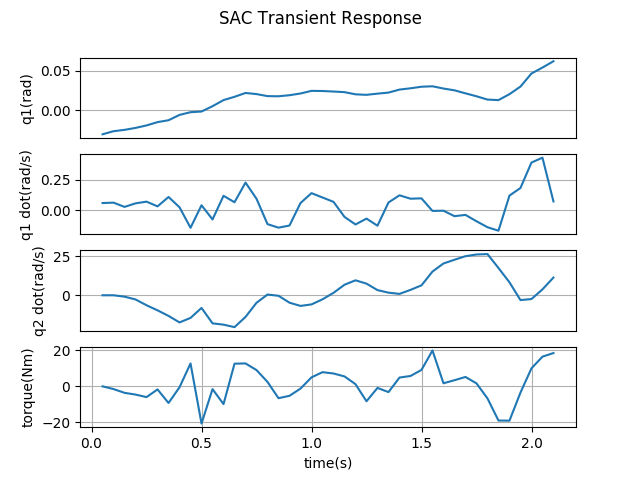 SAC Transient Response
q1(rad)
0.05
0.00
q1 dot(rad/s)
0.25
0.00
q2 dot(rad/s)
25
0
torque(Nm)
20
0
−20
0.0 0.5 1.0 1.5 2.0
time(s)